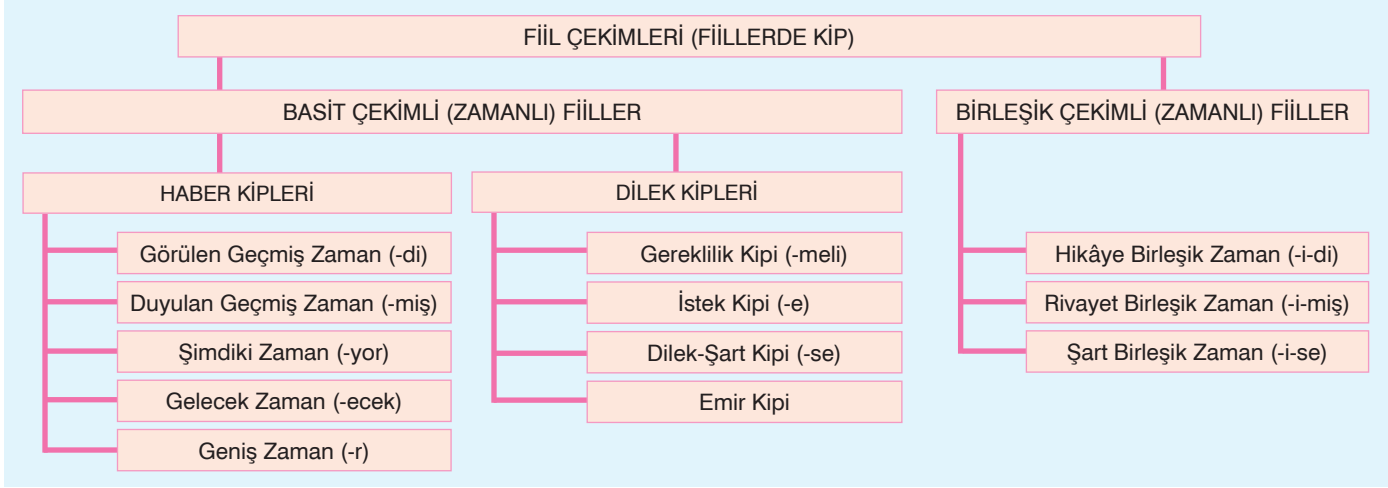 FİİL ÇEKİMLERİ (FİİLLERDE KİP)
BASİT ÇEKİMLİ (ZAMANLI) FİİLLER
HABER KİPLERİ
Görülen Geçmiş Zaman (-di)
Duyulan Geçmiş Zaman (-miş)
Şimdiki Zaman (-yor)
Gelecek Zaman (-ecek)
Geniş Zaman (-r)
DİLEK KİPLERİ
Gereklilik Kipi (-meli)
İstek Kipi (-e)
Dilek-Şart Kipi (-se)
Emir Kipi
BİRLEŞİK ÇEKİMLİ (ZAMANLI) FİİLLER
Hikâye Birleşik Zaman (-i-di)
Rivayet Birleşik Zaman (-i-miş)
Şart Birleşik Zaman (-i-se)